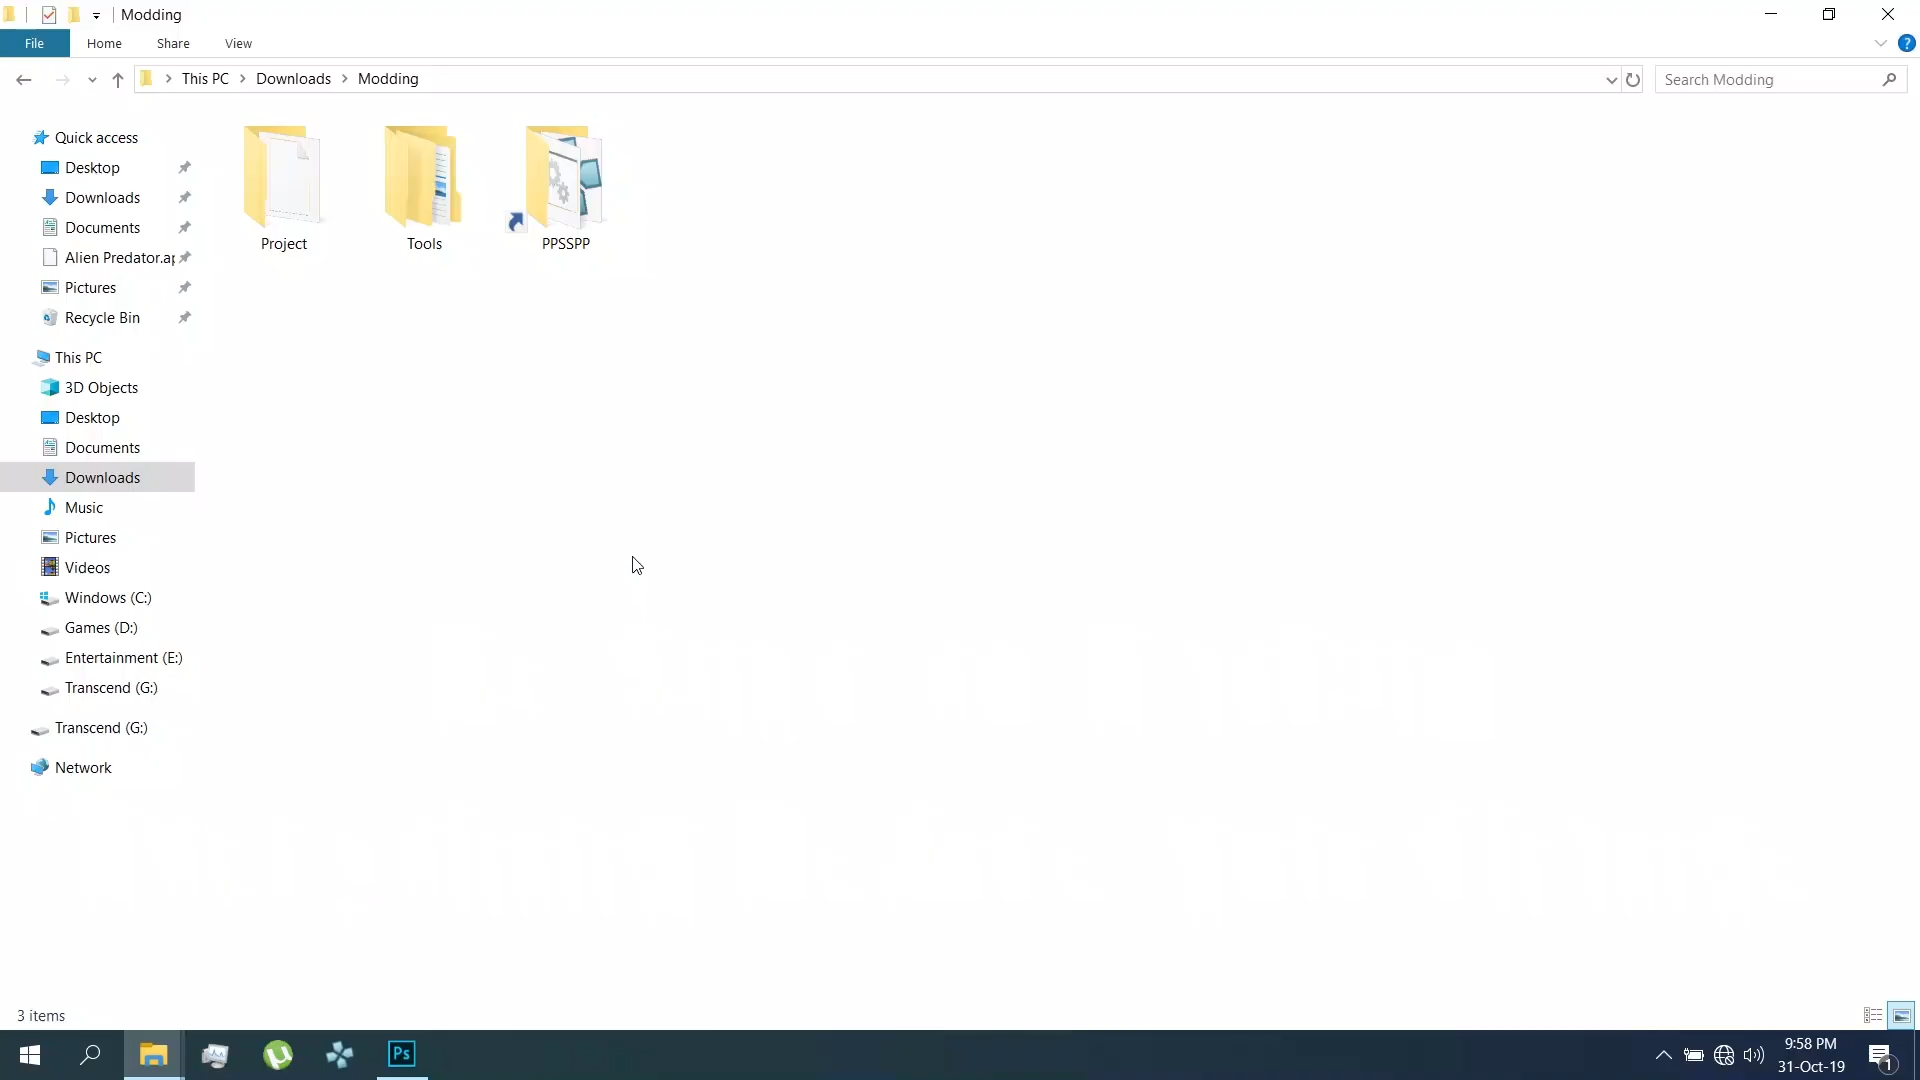 Modding
File Home Share View
?
This PC Downloads Modding
Search Modding
Quick access
Desktop
Downloads
Documents
Alien Predator.ap
Pictures
Recycle Bin
This PC
3D Objects
Desktop
Documents
Downloads
Music
Pictures
Videos
Windows (C:)
Games (D:)
Entertainment (E:)
Transcend (G:)
Transcend (G:)
Network
Project Tools PPSSPP
3 items
Ps
9:58 PM
31-Oct-19
1